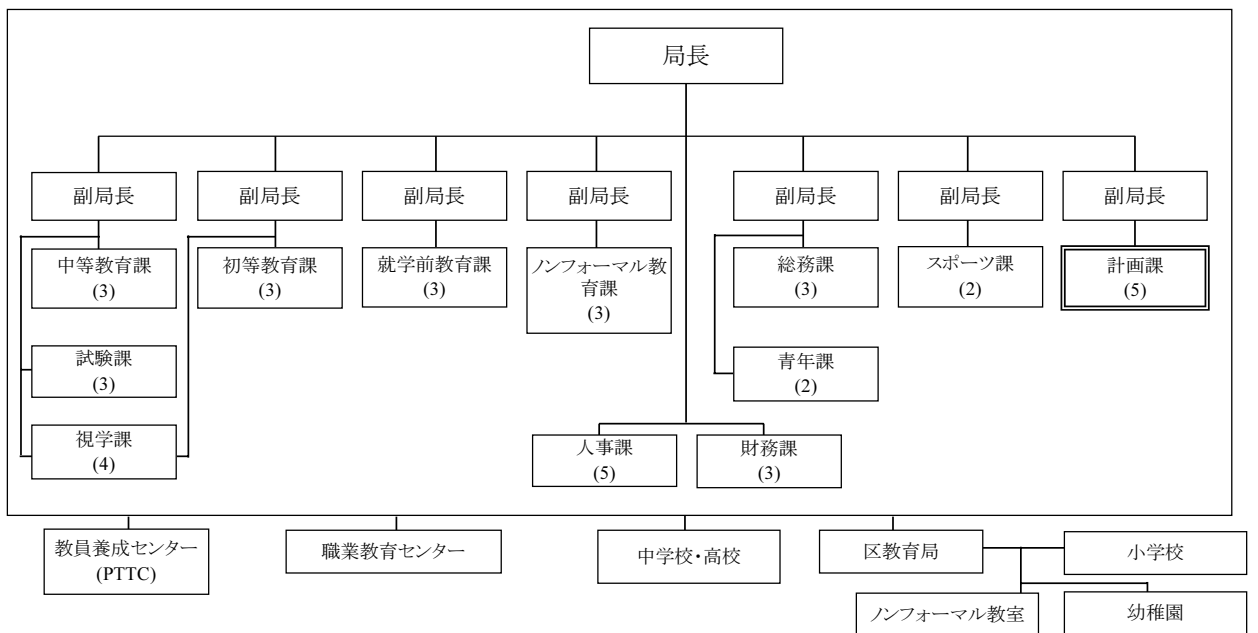 局長
副局長
副局長
副局長
副局長
副局長
副局長
副局長
中等教育課
(3)
初等教育課
(3)
就学前教育課
(3)
ノンフォーマル教
育課
(3)
総務課
(3)
スポーツ課
(2)
計画課
(5)
試験課
(3)
青年課
(2)
視学課
(4)
人事課
(5)
財務課
(3)
教員養成センター
(PTTC)
職業教育センター
中学校・高校
区教育局
小学校
ノンフォーマル教室
幼稚園